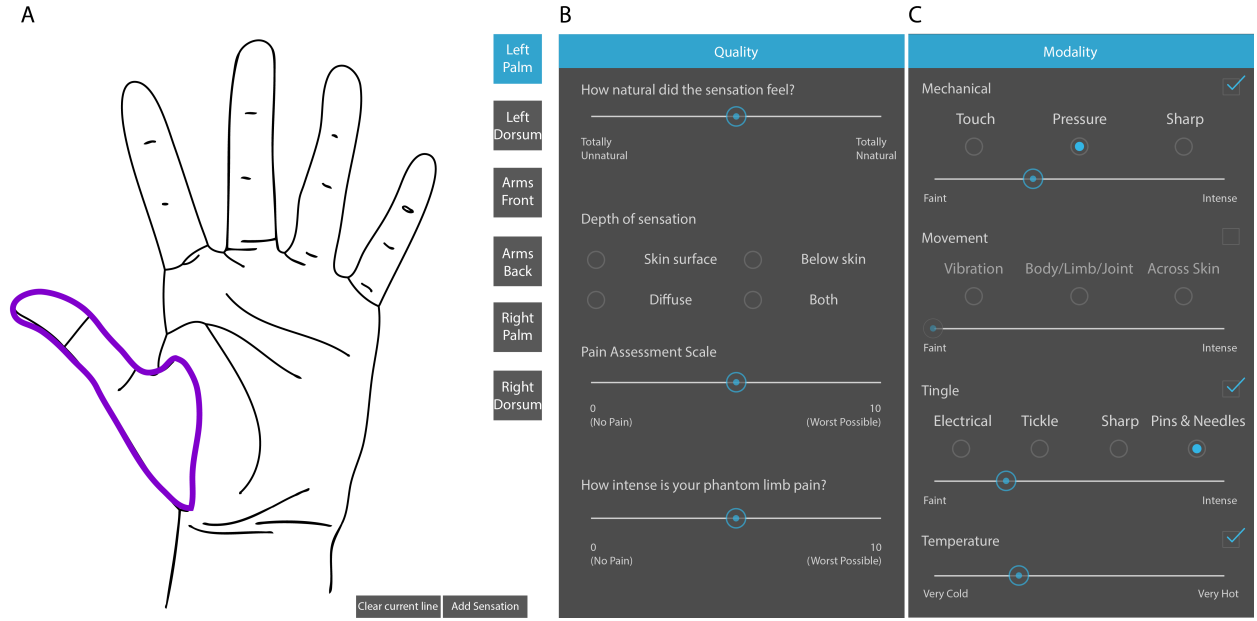 A
Left
Palm
Left
Dorsum
Arms
Front
Arms
Back
Right
Palm
Right
Dorsum
Clear current line
Add Sensation
B
Quality
How natural did the sensation feel?
Totally
Unnatural
Totally
Nnatural
Depth of sensation
Skin surface
Below skin
Diffuse
Both
Pain Assessment Scale
0
(No Pain)
10
(Worst Possible)
How intense is your phantom limb pain?
0
(No Pain)
10
(Worst Possible)
C
Modality
Mechanical
Touch
Pressure
Sharp
Faint
Intense
Movement
Vibration
Body/Limb/Joint
Across Skin
Faint
Intense
Tingle
Electrical
Tickle
Sharp
Pins & Needles
Faint
Intense
Temperature
Very Cold
Very Hot